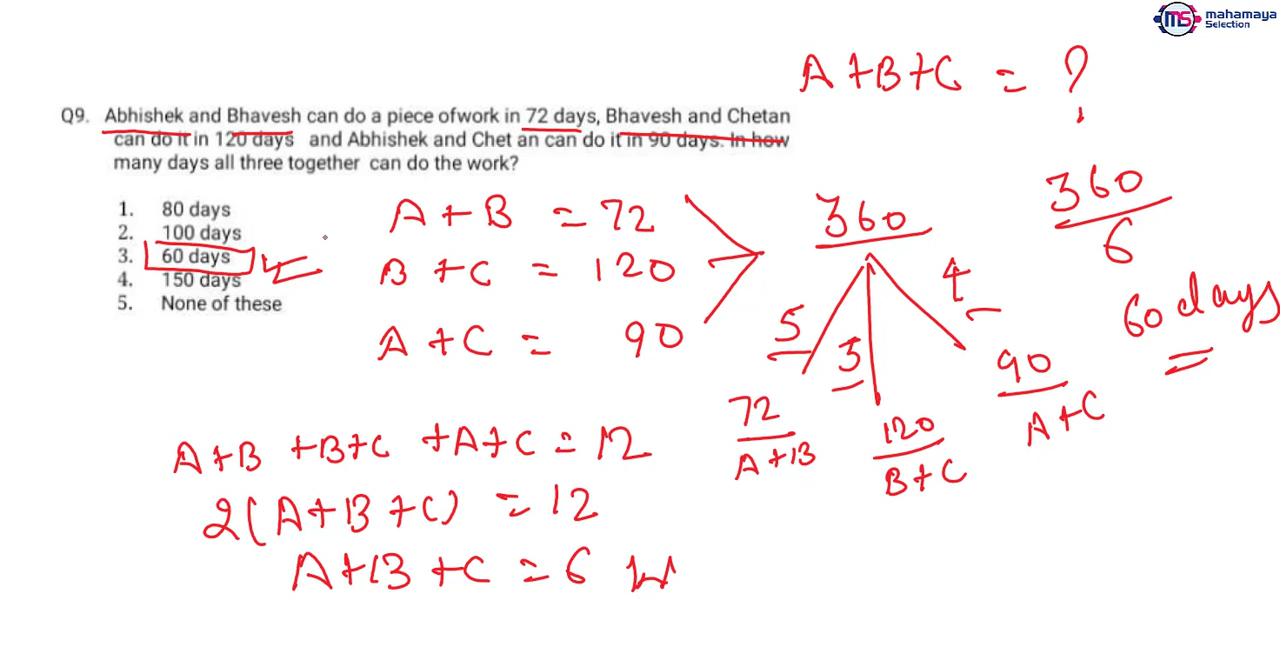 mahamaya
Selection
A+B+C = ?
Q9. Abhishek and Bhavesh can do a piece ofwork in 72 days, Bhavesh and Chetan
can do it in 120 days and Abhishek and Chet an can do it in 90 days. In how
many days all three together can do the work?
1. 80 days
2. 100 days
3. 60 days
4. 150 days
5. None of these
A+B = 72
B+C = 120
A+C = 90
360
5
3
4
72
A+B
120
B+C
90
A+C
360
6
60 days
A+B +B+C +A+C = 12
2(A+B+C) = 12
A+B+C = 6 W